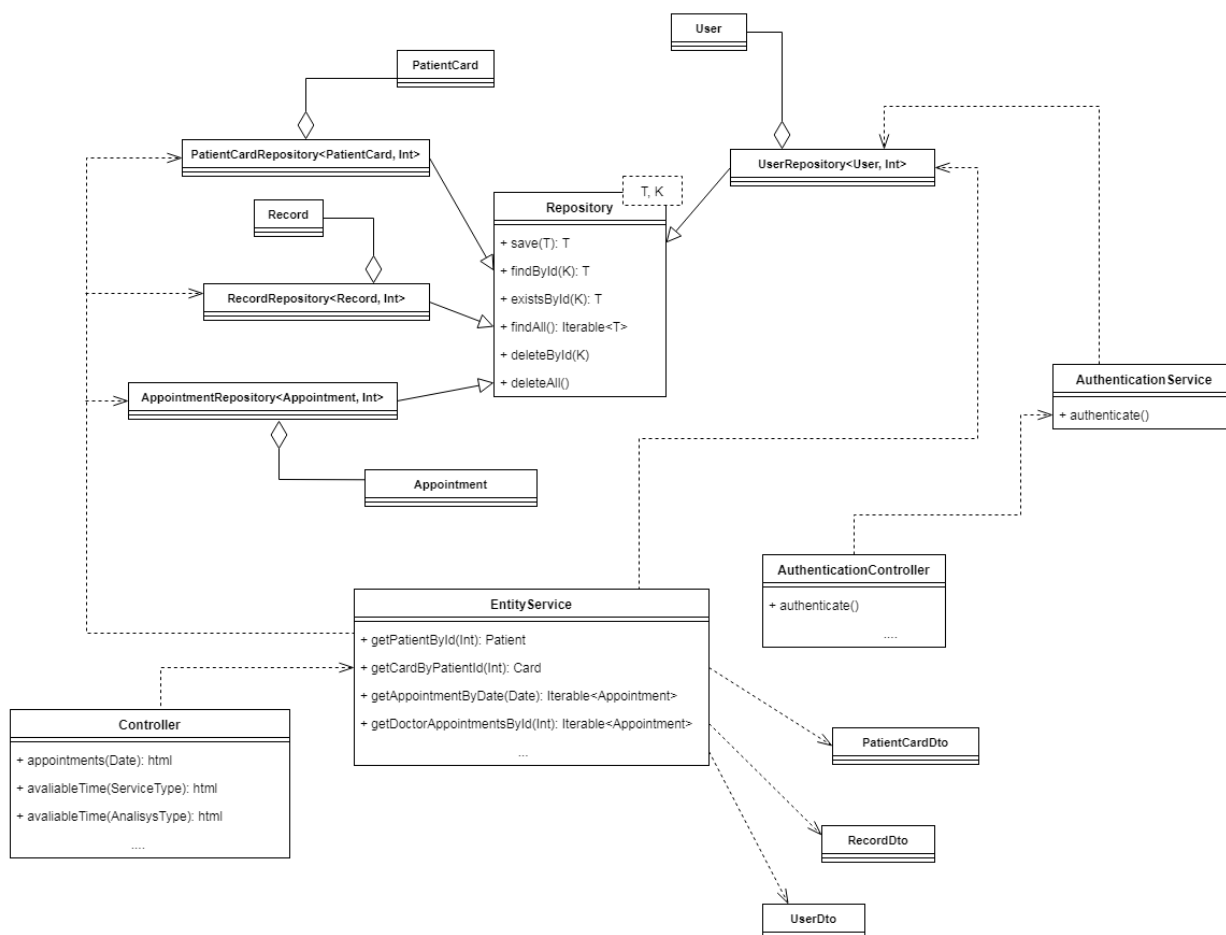 User
PatientCard
PatientCardRepository<PatientCard, Int>
UserRepository<User, Int>
T, K
Repository
+ save(T): T
+ findById(K): T
+ existsById(K): T
+ findAll(): Iterable<T>
+ deleteById(K)
+ deleteAll()
Record
RecordRepository<Record, Int>
AppointmentRepository<Appointment, Int>
Appointment
AuthenticationService
+ authenticate()
AuthenticationController
+ authenticate()
....
EntityService
+ getPatientById(Int): Patient
+ getCardByPatientId(Int): Card
+ getAppointmentByDate(Date): Iterable<Appointment>
+ getDoctorAppointmentsById(Int): Iterable<Appointment>
...
Controller
+ appointments(Date): html
+ avaliableTime(ServiceType): html
+ avaliableTime(AnalisysType): html
....
PatientCardDto
RecordDto
UserDto